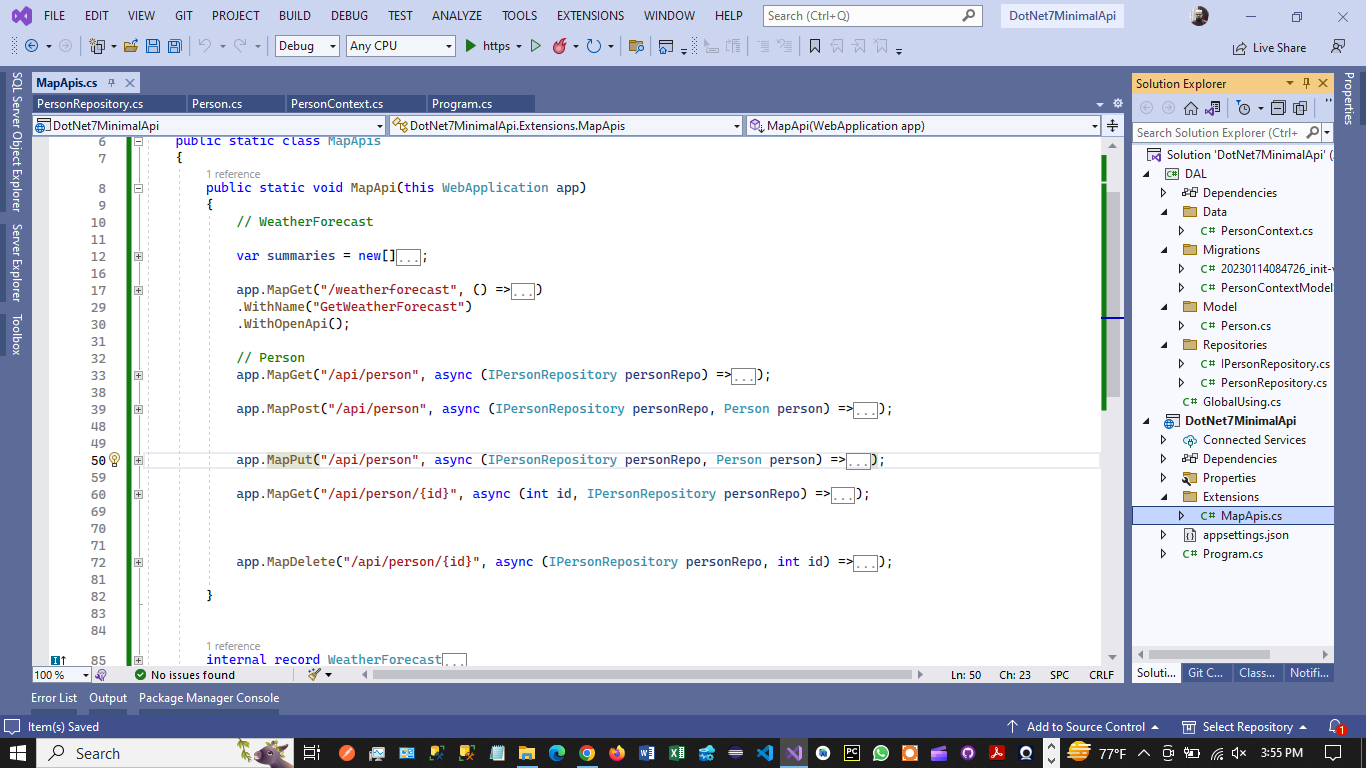 FILE EDIT VIEW GIT PROJECT BUILD DEBUG TEST ANALYZE TOOLS EXTENSIONS WINDOW HELP Search (Ctrl+Q) DotNet7MinimalApi
Debug Any CPU https Live Share
MapApis.cs
PersonRepository.cs Person.cs PersonContext.cs Program.cs
DotNet7MinimalApi DotNet7MinimalApi.Extensions.MapApis MapApi(WebApplication app)
6 public static class MapApis
7 {
1 reference
8 public static void MapApi(this WebApplication app)
9 {
10 // WeatherForecast
11
12 var summaries = new[]...;
16
17 app.MapGet("/weatherforecast", () =>...)
29 .WithName("GetWeatherForecast")
30 .WithOpenApi();
31
32 // Person
33 app.MapGet("/api/person", async (IPersonRepository personRepo) =>...);
38
39 app.MapPost("/api/person", async (IPersonRepository personRepo, Person person) =>...);
48
49
50 app.MapPut("/api/person", async (IPersonRepository personRepo, Person person) =>...);
59
60 app.MapGet("/api/person/{id}", async (int id, IPersonRepository personRepo) =>...);
69
70
71
72 app.MapDelete("/api/person/{id}", async (IPersonRepository personRepo, int id) =>...);
81
82 }
83
84
1 reference
85 internal record WeatherForecast...
100 % No issues found Ln: 50 Ch: 23 SPC CRLF
SQL Server Object Explorer
Server Explorer
Toolbox
Solution Explorer
Search Solution Explorer (Ctrl+
Solution 'DotNet7MinimalApi' (
DAL
Dependencies
Data
C# PersonContext.cs
Migrations
C# 20230114084726_init-
C# PersonContextModel
Model
C# Person.cs
Repositories
C# IPersonRepository.cs
C# PersonRepository.cs
C# GlobalUsing.cs
DotNet7MinimalApi
Connected Services
Dependencies
Properties
Extensions
C# MapApis.cs
appsettings.json
C# Program.cs
Soluti... Git C... Class... Notifi...
Properties
Error List Output Package Manager Console
Item(s) Saved Add to Source Control Select Repository 1
Search PC 77°F 3:55 PM